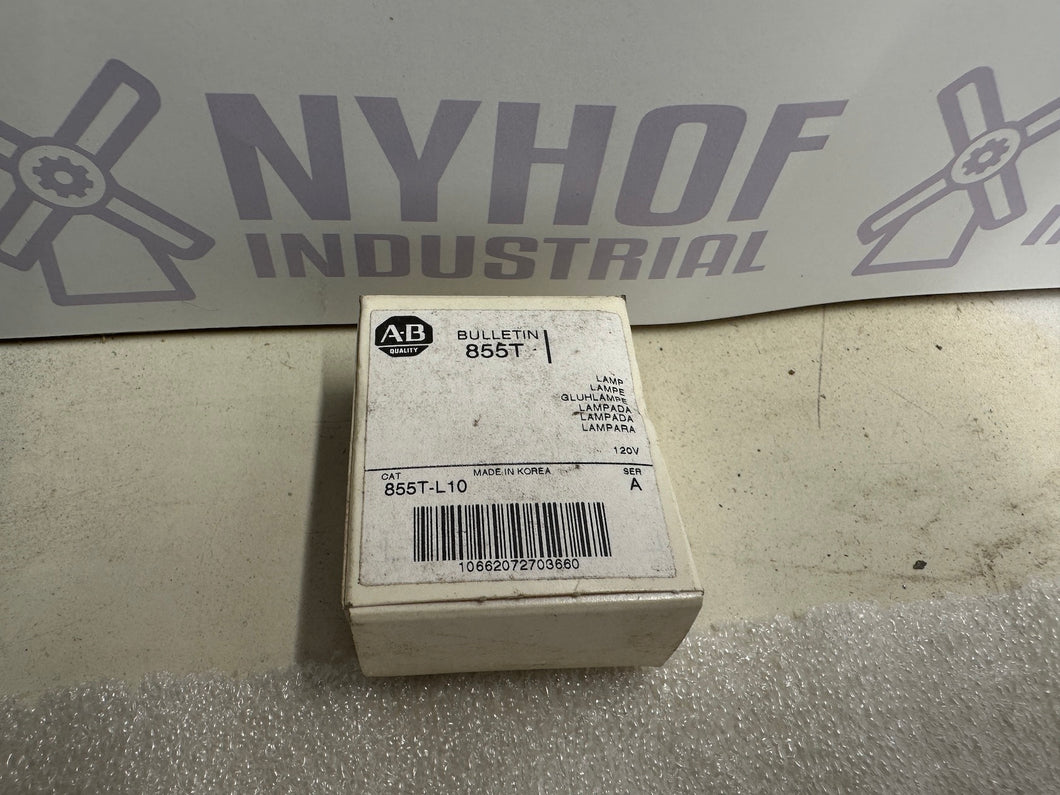 NYHOF
INDUSTRIAL
A-B
QUALITY
BULLETIN
855T
LAMP
LAMPE
GLUHLAMPE
LAMPADA
LAMPADA
LAMPARA
120V
CAT
MADE IN KOREA
SER
855T-L10
A
10662072703660